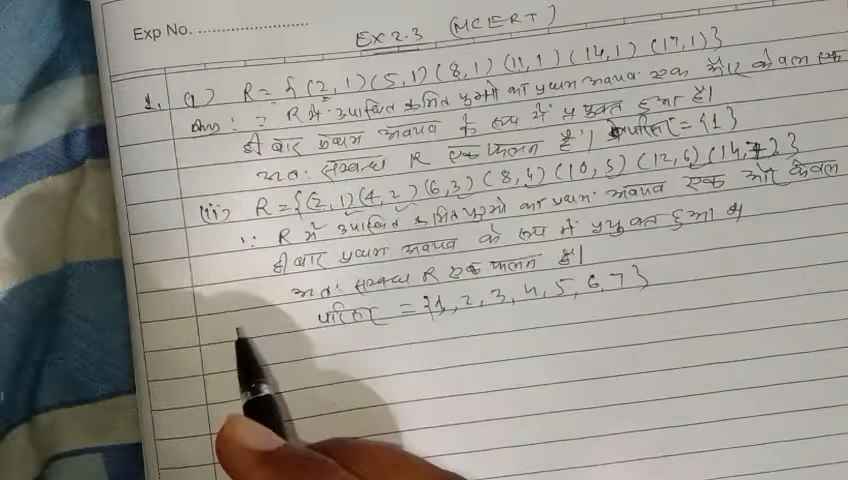 Exp No. ........................
EX 2.3 (NCERT)
1. (i) R = { (2, 1) (5, 1) (8, 1) (11, 1) (14, 1) (17, 1) }
Ans: ∵ R में उपस्थित क्रमित युग्मो का प्रथम अवयव एक और केवल एक
ही बार प्रथम अवयव के रूप में प्रयुक्त हुआ है।
अतः सम्बन्ध R एक फलन है। परिसर = {1}
(ii) R = {(2, 1) (4, 2) (6, 3) (8, 4) (10, 5) (12, 6) (14, 7) }
∵ R में उपस्थित क्रमित युग्मो का प्रथम अवयव एक और केवल
ही बार प्रथम अवयव के रूप में प्रयुक्त हुआ
अतः सम्बन्ध R एक फलन है।
परिसर = {1, 2, 3, 4, 5, 6, 7}